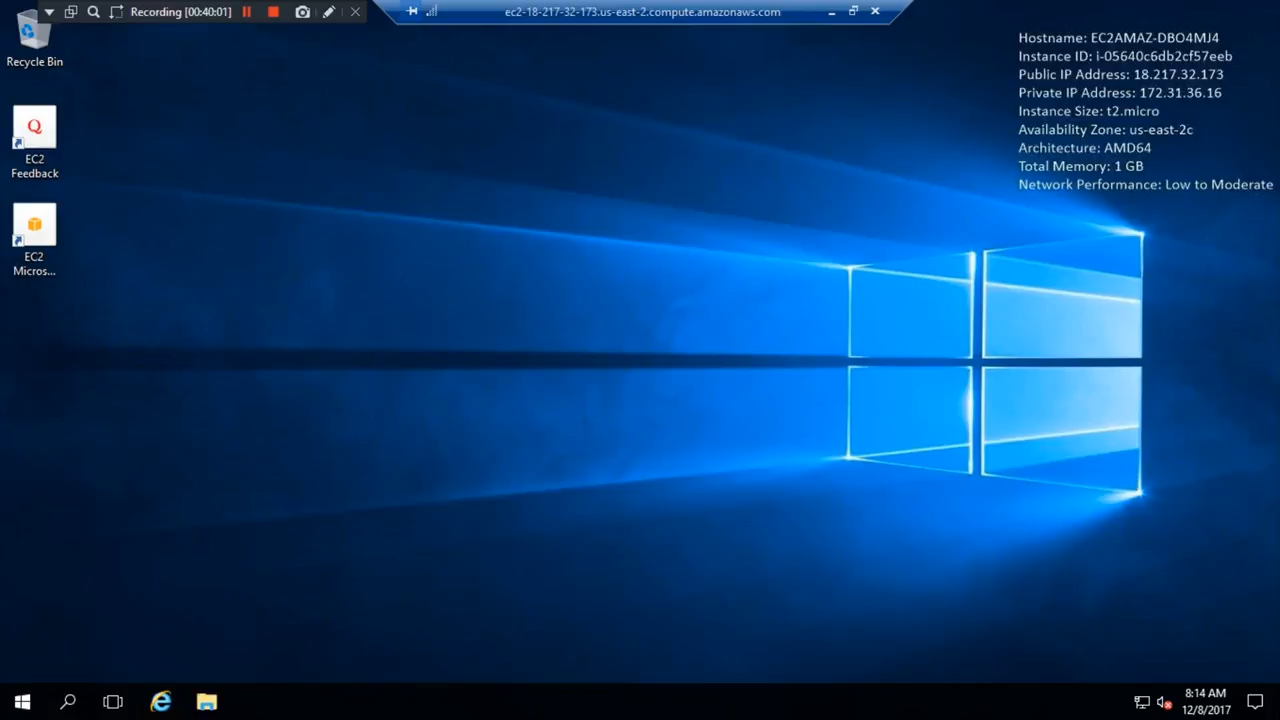 Recording [00:40:01]
ec2-18-217-32-173.us-east-2.compute.amazonaws.com
Recycle Bin
Q
EC2
Feedback
EC2
Micros...
Hostname: EC2AMAZ-DBO4MJ4
Instance ID: i-05640c6db2cf57eeb
Public IP Address: 18.217.32.173
Private IP Address: 172.31.36.16
Instance Size: t2.micro
Availability Zone: us-east-2c
Architecture: AMD64
Total Memory: 1 GB
Network Performance: Low to Moderate
8:14 AM
12/8/2017